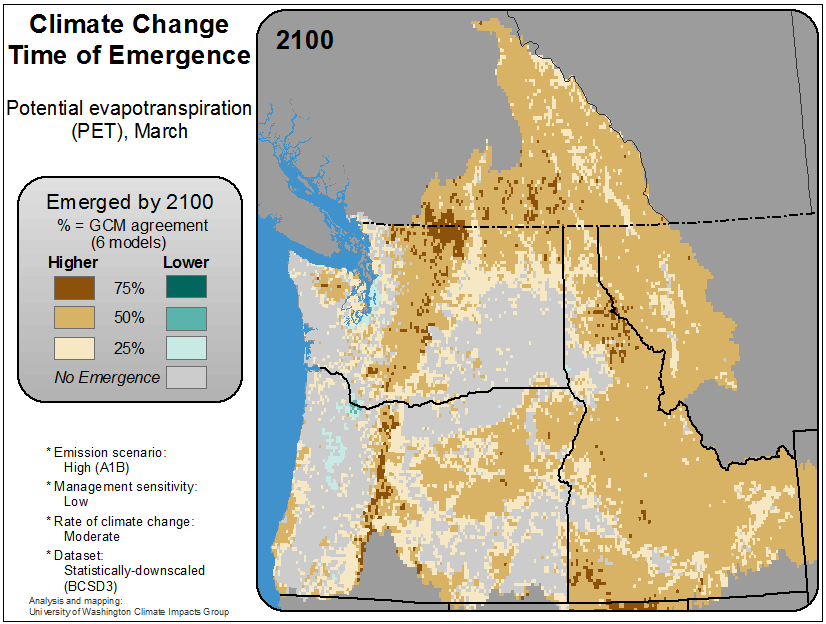 Climate Change
Time of Emergence
Potential evapotranspiration
(PET), March
Emerged by 2100
% = GCM agreement
(6 models)
Higher Lower
75%
50%
25%
No Emergence
* Emission scenario:
High (A1B)
* Management sensitivity:
Low
* Rate of climate change:
Moderate
* Dataset:
Statistically-downscaled
(BCSD3)
Analysis and mapping:
University of Washington Climate Impacts Group
2100